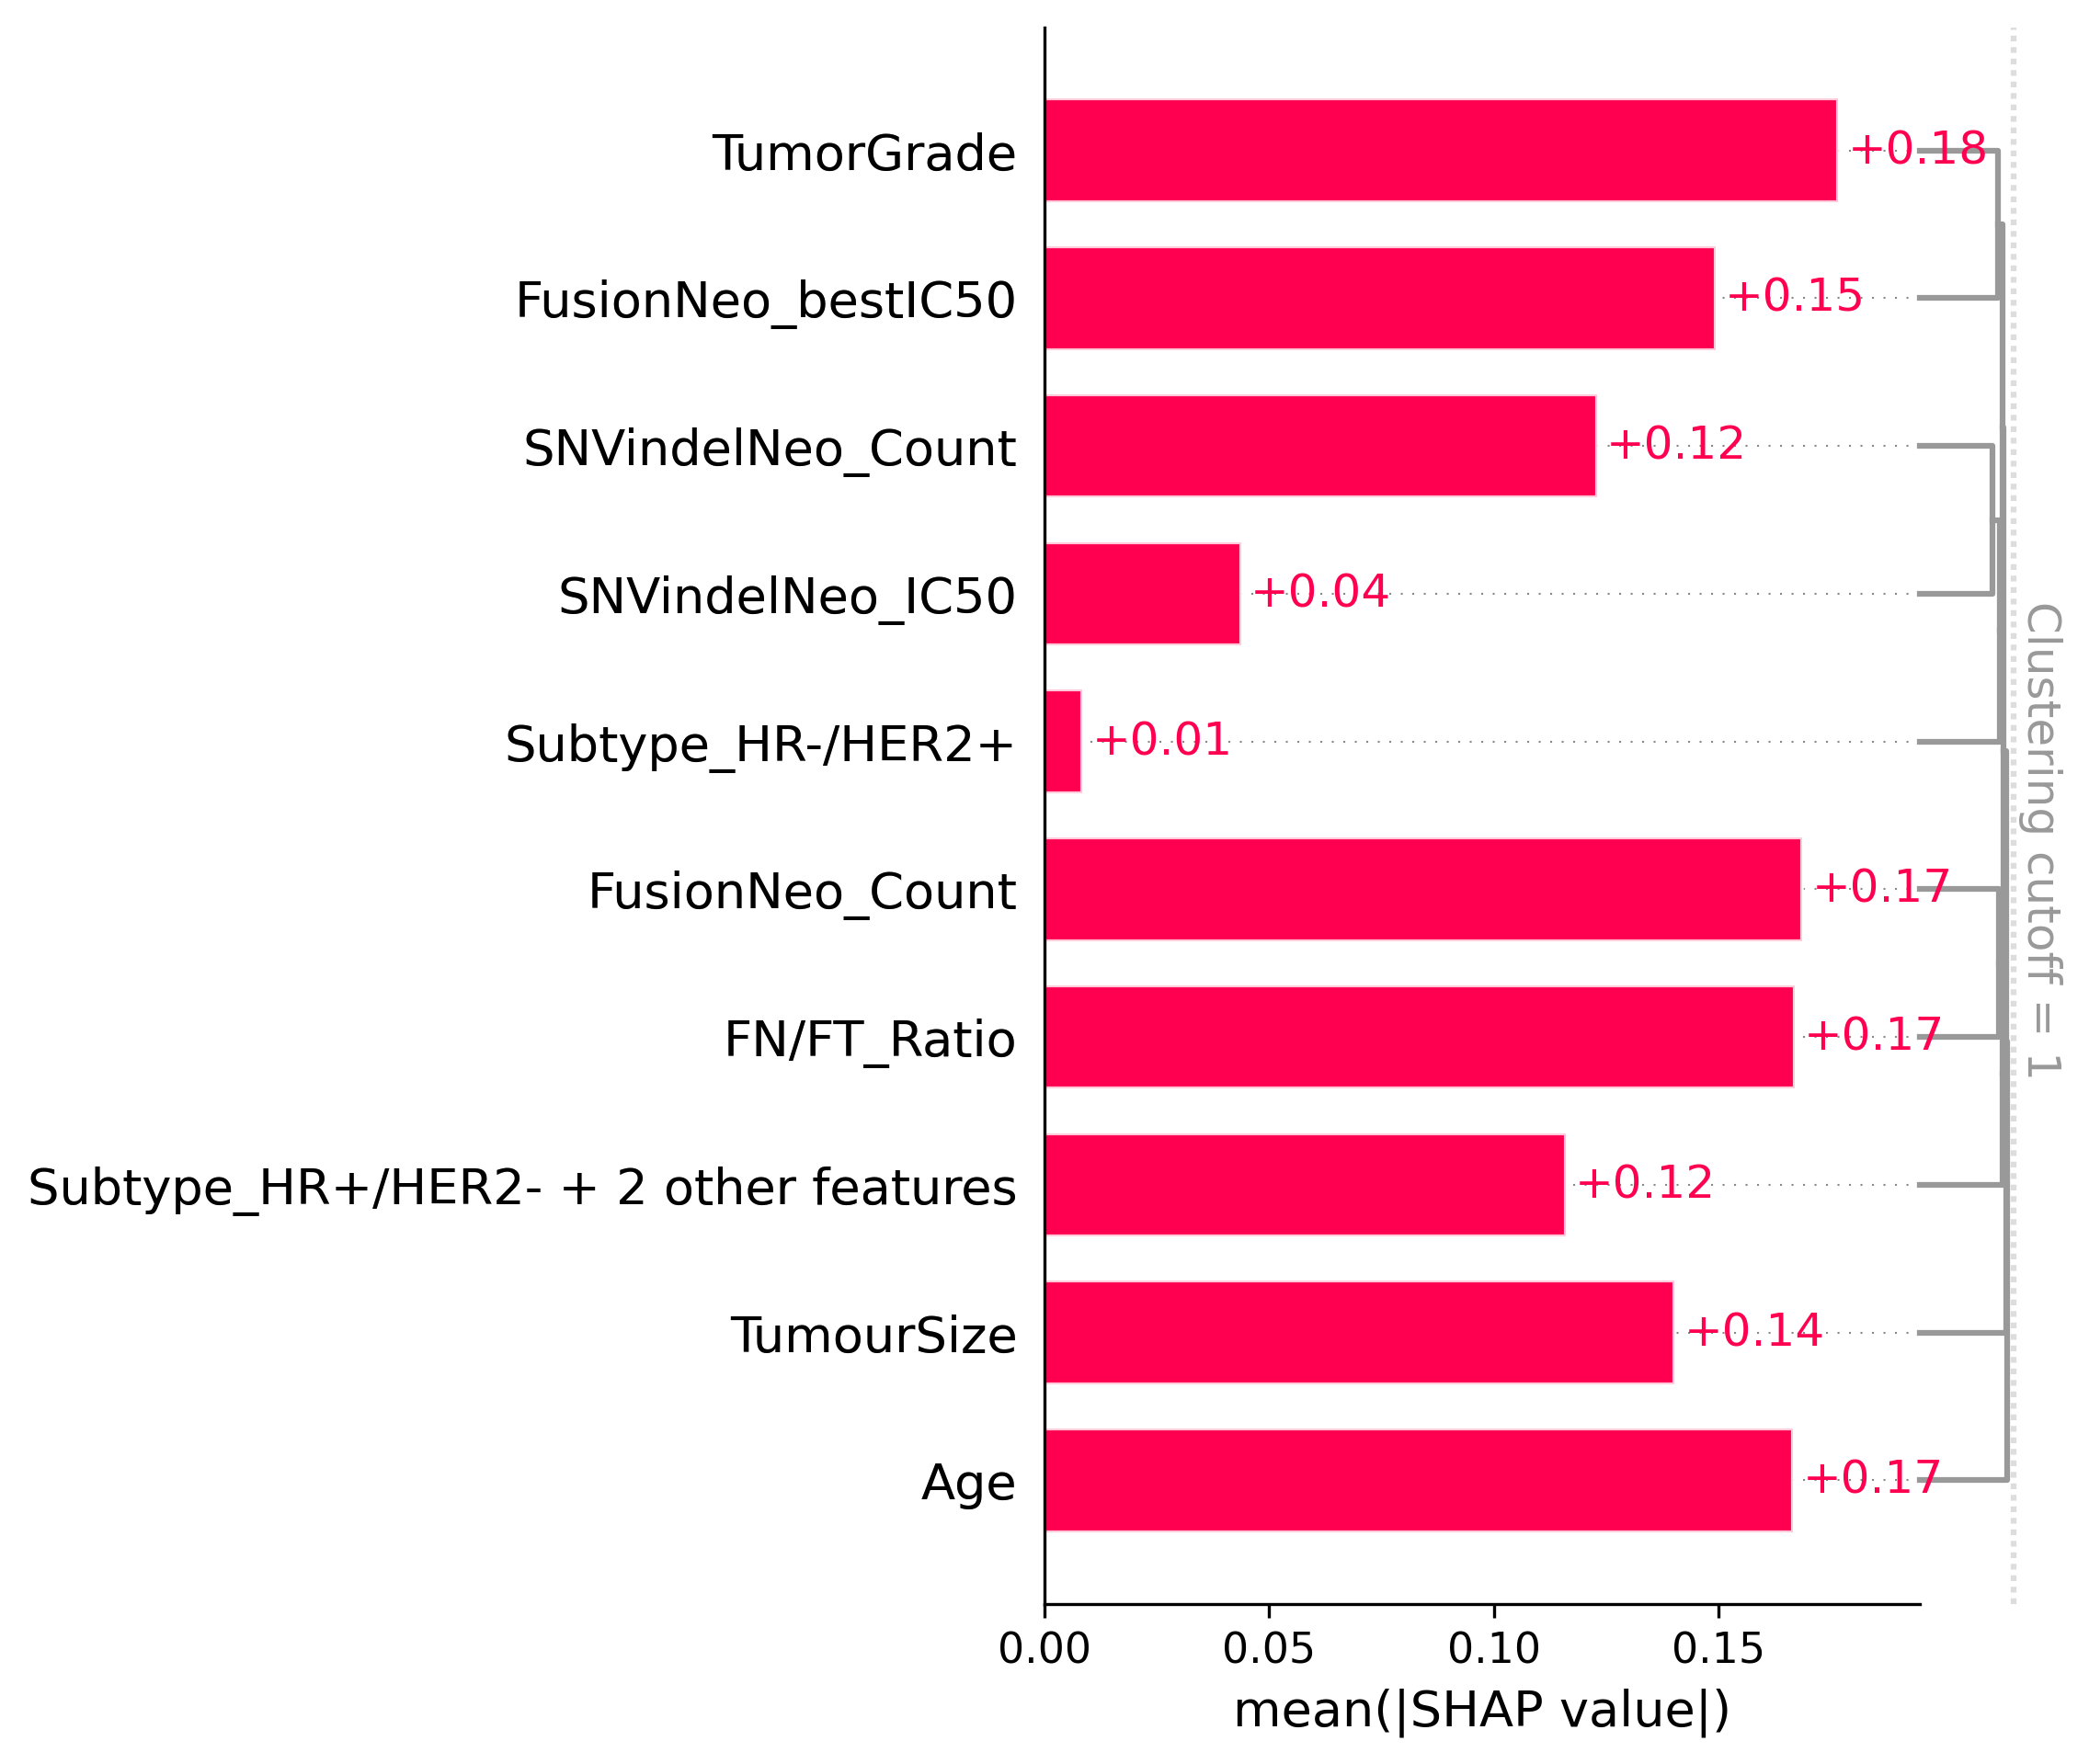 TumorGrade +0.18
FusionNeo_bestIC50 +0.15
SNVindelNeo_Count +0.12
SNVindelNeo_IC50 +0.04
Subtype_HR-/HER2+ +0.01
FusionNeo_Count +0.17
FN/FT_Ratio +0.17
Subtype_HR+/HER2- + 2 other features +0.12
TumourSize +0.14
Age +0.17
Clustering cutoff = 1
0.00 0.05 0.10 0.15
mean(|SHAP value|)